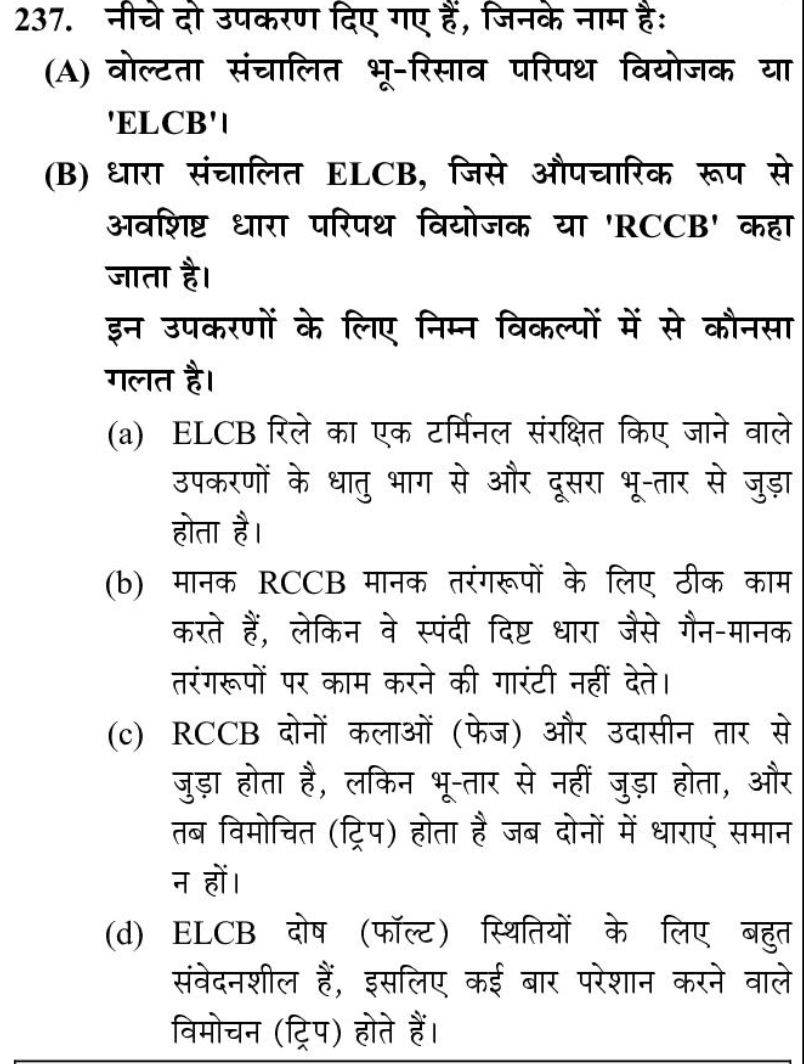 237. नीचे दो उपकरण दिए गए हैं, जिनके नाम हैः
(A) वोल्टता संचालित भू-रिसाव परिपथ वियोजक या
'ELCB'।
(B) धारा संचालित ELCB, जिसे औपचारिक रूप से
अवशिष्ट धारा परिपथ वियोजक या 'RCCB' कहा
जाता है।
इन उपकरणों के लिए निम्न विकल्पों में से कौनसा
गलत है।
(a) ELCB रिले का एक टर्मिनल संरक्षित किए जाने वाले
उपकरणों के धातु भाग से और दूसरा भू-तार से जुड़ा
होता है।
(b) मानक RCCB मानक तरंगरूपों के लिए ठीक काम
करते हैं, लेकिन वे स्पंदी दिष्ट धारा जैसे गैन-मानक
तरंगरूपों पर काम करने की गारंटी नहीं देते।
(c) RCCB दोनों कलाओं (फेज) और उदासीन तार से
जुड़ा होता है, लकिन भू-तार से नहीं जुड़ा होता, और
तब विमोचित (ट्रिप) होता है जब दोनों में धाराएं समान
न हों।
(d) ELCB दोष (फॉल्ट) स्थितियों के लिए बहुत
संवेदनशील हैं, इसलिए कई बार परेशान करने वाले
विमोचन (ट्रिप) होते हैं।